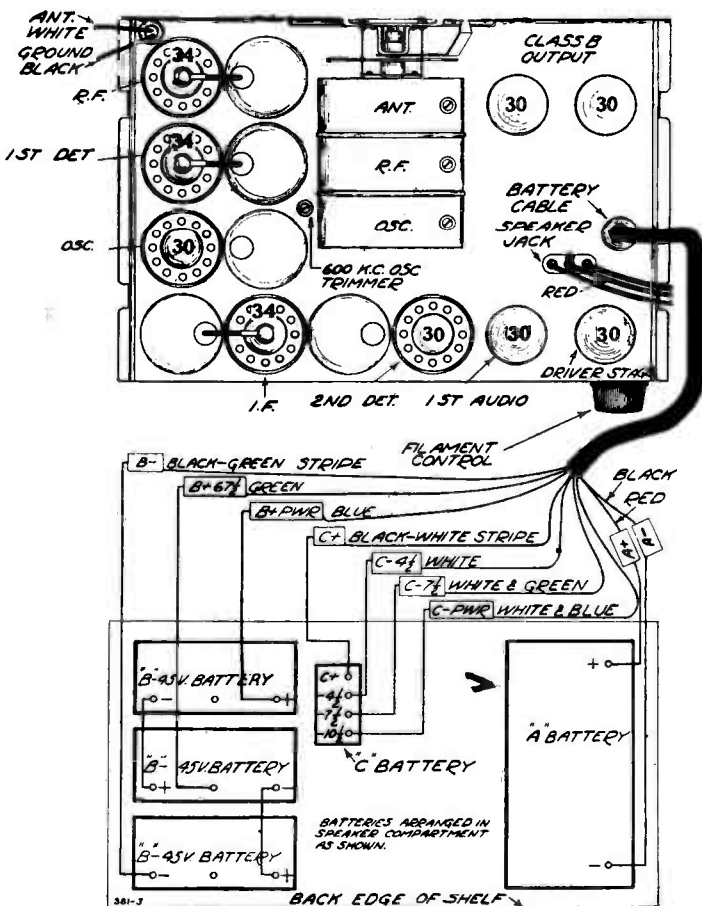 ANT.
WHITE
GROUND
BLACK
R.F.
1ST DET
OSC.
34
34
30
34
30
30
30
30
30
CLASS B
OUTPUT
ANT.
R.F.
OSC.
600 K.C. OSC
TRIMMER
BATTERY
CABLE
SPEAKER
JACK
RED
DRIVER STAG
I.F.
2ND DET.
1ST AUDIO
FILAMENT
CONTROL
B- BLACK-GREEN STRIPE
B+67½ GREEN
B+PWR BLUE
C+ BLACK-WHITE STRIPE
C-4½ WHITE
C-7½ WHITE & GREEN
C-PWR WHITE & BLUE
BLACK
RED
A+
A-
"B"-45V. BATTERY
- +
"B"- 45V. BATTERY
+ -
"B"-45V. BATTERY
- +
C+
-4½
-7½
-10½
"C" BATTERY
+
"A" BATTERY
-
BATTERIES ARRANGED IN
SPEAKER COMPARTMENT
AS SHOWN.
381-3
BACK EDGE OF SHELF